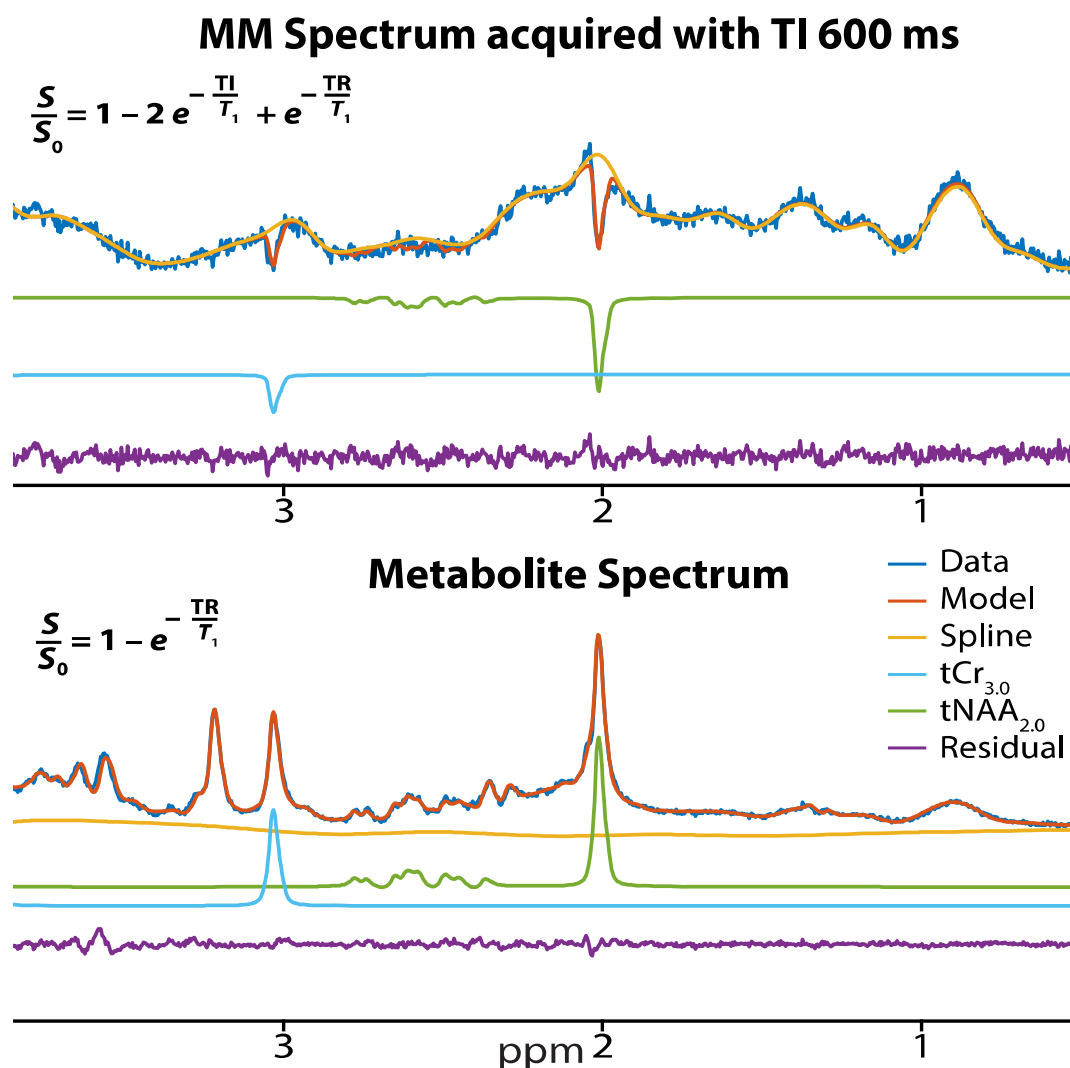 MM Spectrum acquired with TI 600 ms
S/S₀ = 1 – 2 e^(– TI/T₁) + e^(– TR/T₁)
3 2 1
Metabolite Spectrum
S/S₀ = 1 – e^(– TR/T₁)
Data
Model
Spline
tCr₃.₀
tNAA₂.₀
Residual
3 ppm 2 1